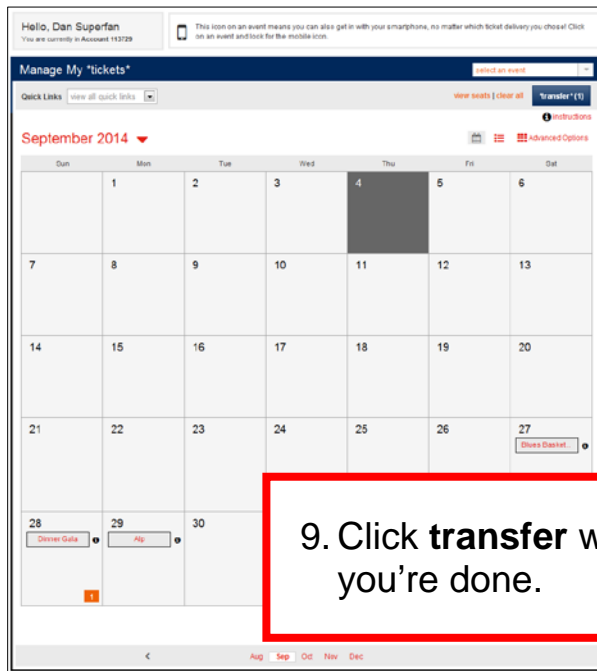 Hello, Dan Superfan
You are currently in Account 113729
This icon on an event means you can also get in with your smartphone, no matter which ticket delivery you chose! Click
on an event and look for the mobile icon.
Manage My *tickets*
select an event
Quick Links view all quick links
view seats | clear all *transfer* (1)
instructions
September 2014
Advanced Options
Sun Mon Tue Wed Thu Fri Sat
1 2 3 4 5 6
7 8 9 10 11 12 13
14 15 16 17 18 19 20
21 22 23 24 25 26 27
Blues Basket..
28 29 30
Dinner Gala Alp
1
9. Click transfer w
you're done.
< Aug Sep Oct Nov Dec